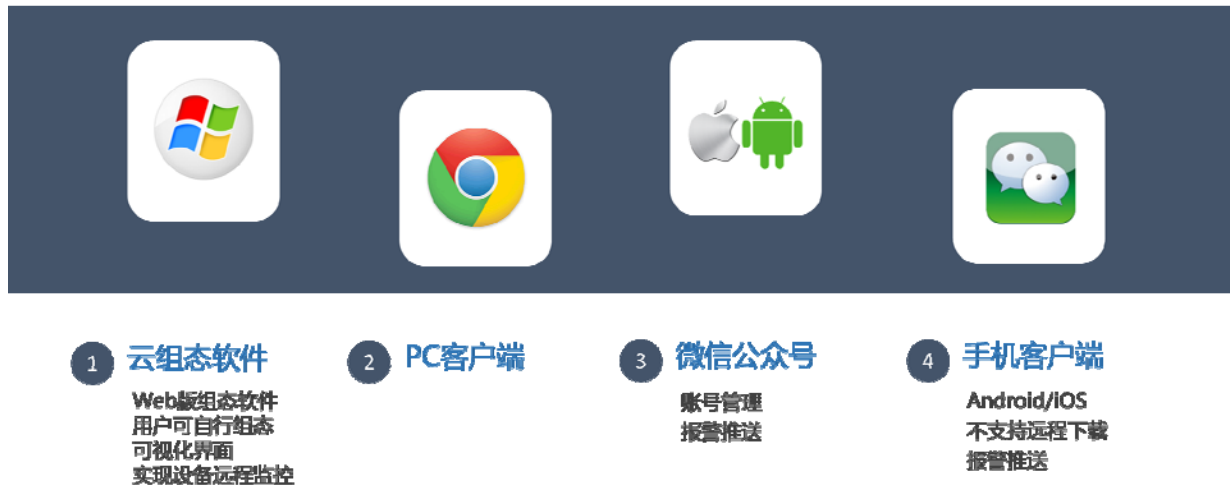 1 云组态软件
Web版组态软件
用户可自行组态
可视化界面
实现设备远程监控
2 PC客户端
3 微信公众号
账号管理
报警推送
4 手机客户端
Android/iOS
不支持远程下载
报警推送